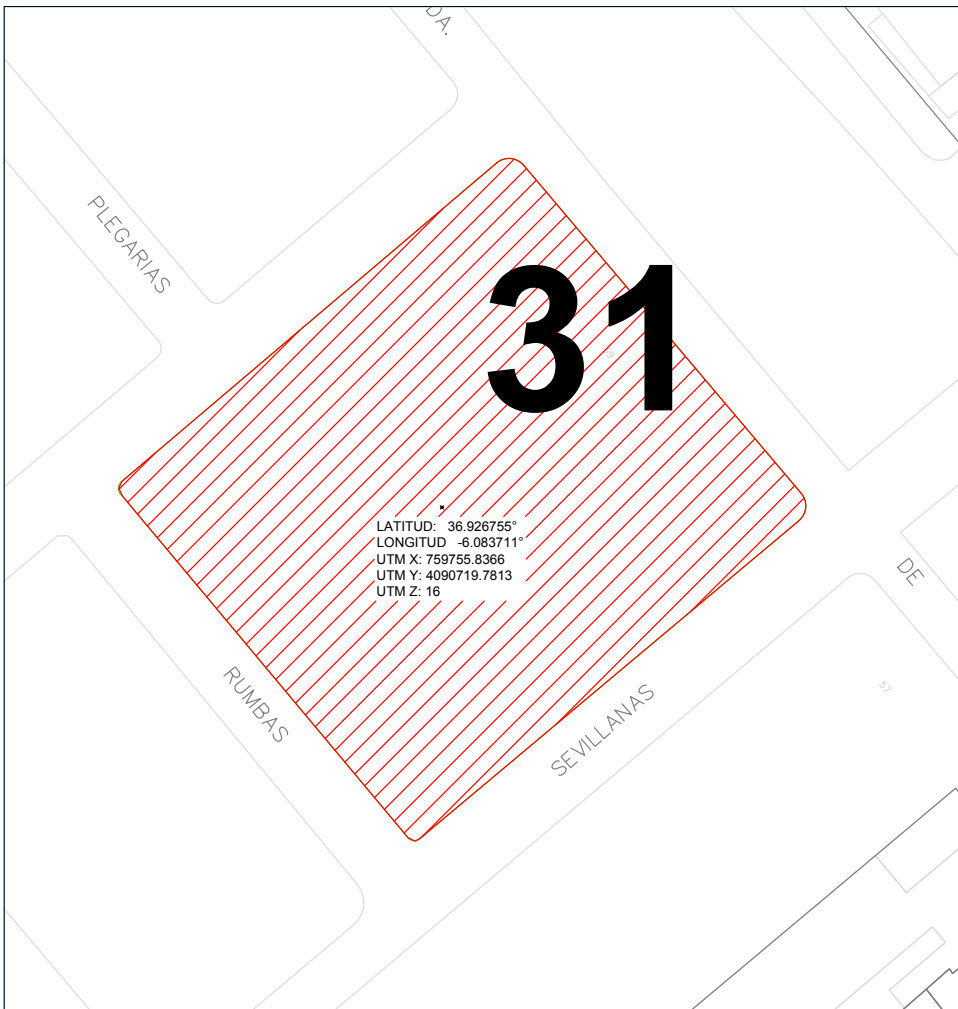 DA.
PLEGARIAS
31
LATITUD: 36.926755°
LONGITUD -6.083711°
UTM X: 759755.8366
UTM Y: 4090719.7813
UTM Z: 16
DE
RUMBAS
SEVILLANAS
57